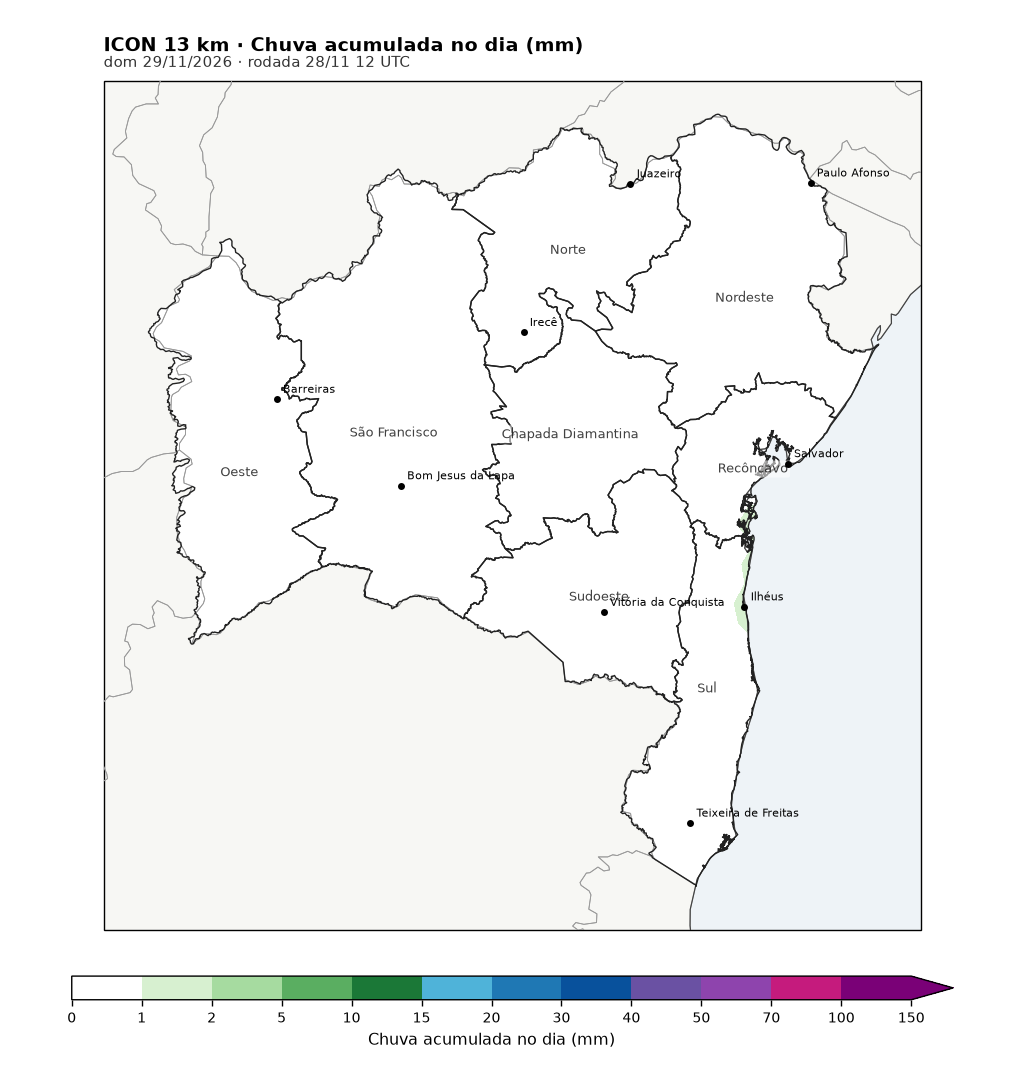 ICON 13 km · Chuva acumulada no dia (mm)
dom 29/11/2026 · rodada 28/11 12 UTC
Juazeiro
Paulo Afonso
Norte
Nordeste
Irecê
Barreiras
São Francisco
Chapada Diamantina
Salvador
Oeste
Recôncavo
Bom Jesus da Lapa
Sudoeste
Vitória da Conquista
Ilhéus
Sul
Teixeira de Freitas
0 1 2 5 10 15 20 30 40 50 70 100 150
Chuva acumulada no dia (mm)